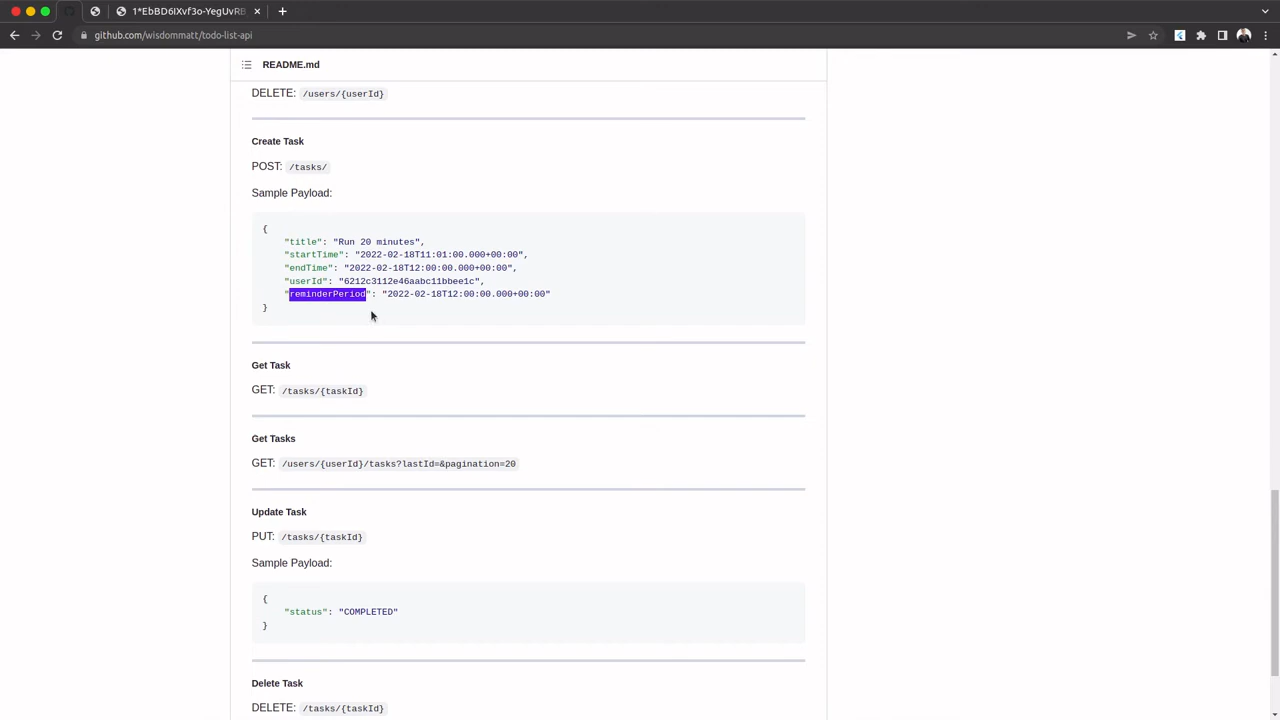 1*EbBD6IXvf3o-YegUvRB
github.com/wisdommatt/todo-list-api
README.md
DELETE: /users/{userId}
Create Task
POST: /tasks/
Sample Payload:
{
"title": "Run 20 minutes",
"startTime": "2022-02-18T11:01:00.000+00:00",
"endTime": "2022-02-18T12:00:00.000+00:00",
"userId": "6212c3112e46aabc11bbee1c",
"reminderPeriod": "2022-02-18T12:00:00.000+00:00"
}
Get Task
GET: /tasks/{taskId}
Get Tasks
GET: /users/{userId}/tasks?lastId=&pagination=20
Update Task
PUT: /tasks/{taskId}
Sample Payload:
{
"status": "COMPLETED"
}
Delete Task
DELETE: /tasks/{taskId}